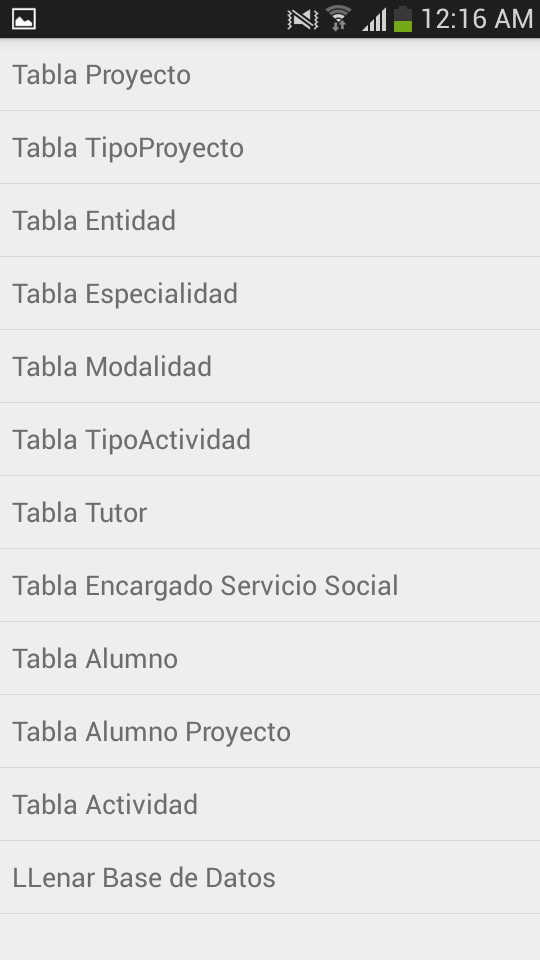 12:16 AM
Tabla Proyecto
Tabla TipoProyecto
Tabla Entidad
Tabla Especialidad
Tabla Modalidad
Tabla TipoActividad
Tabla Tutor
Tabla Encargado Servicio Social
Tabla Alumno
Tabla Alumno Proyecto
Tabla Actividad
LLenar Base de Datos